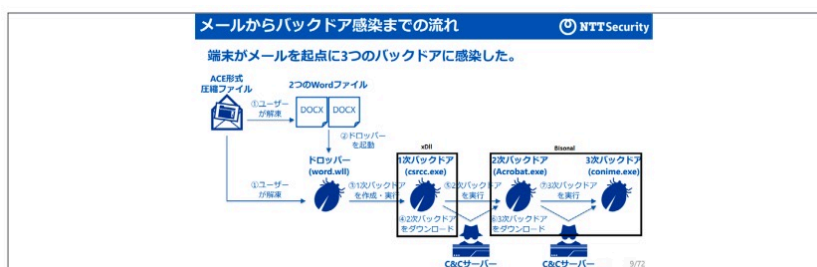 メールからバックドア感染までの流れ
NTT Security
端末がメールを起点に3つのバックドアに感染した。
ACE形式
圧縮ファイル
2つのWordファイル
①ユーザー
が解凍
DOCX
DOCX
②ドロッパー
を起動
ドロッパー
(word.wll)
①ユーザー
が解凍
③1次バックドア
を作成・実行
xDll
1次バックドア
(csrcc.exe)
④2次バックドア
をダウンロード
⑤2次バックドア
を実行
Bisonal
2次バックドア
(Acrobat.exe)
⑥3次バックドア
をダウンロード
⑦3次バックドア
を実行
3次バックドア
(conime.exe)
C&Cサーバー
C&Cサーバー
9/72